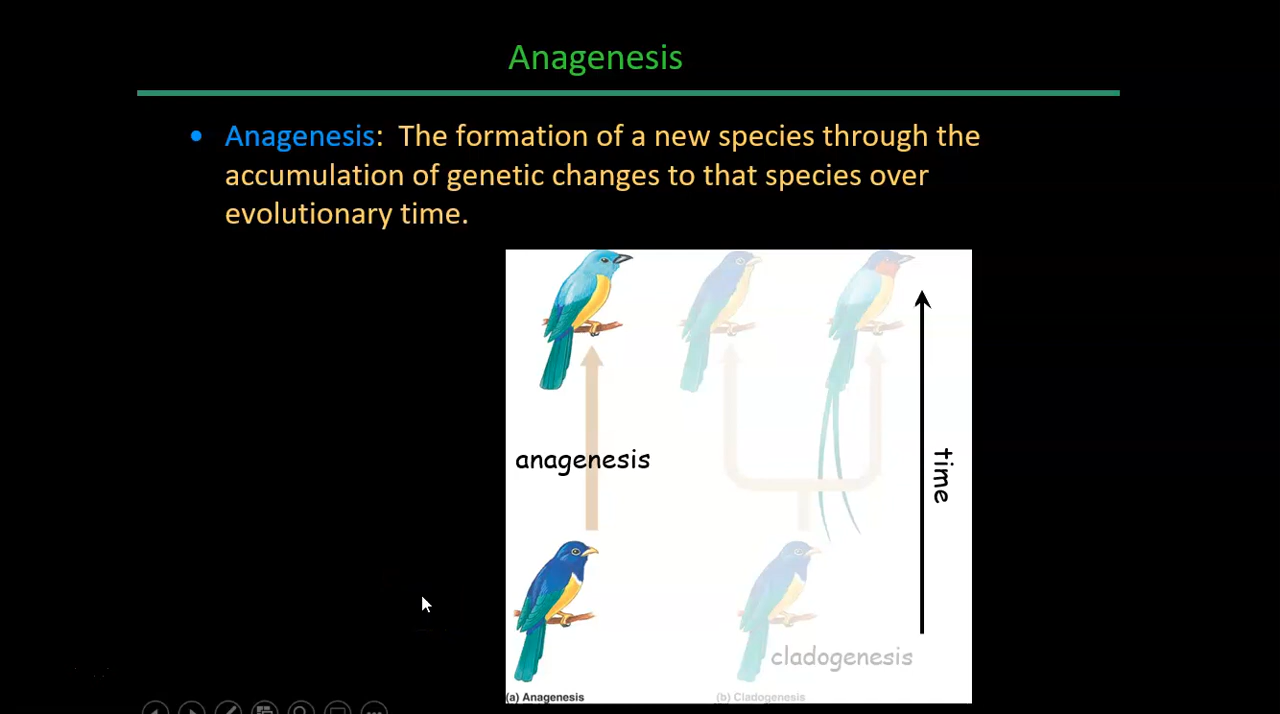 Anagenesis
• Anagenesis: The formation of a new species through the
accumulation of genetic changes to that species over
evolutionary time.
anagenesis
time
cladogenesis
(a) Anagenesis
(b) Cladogenesis